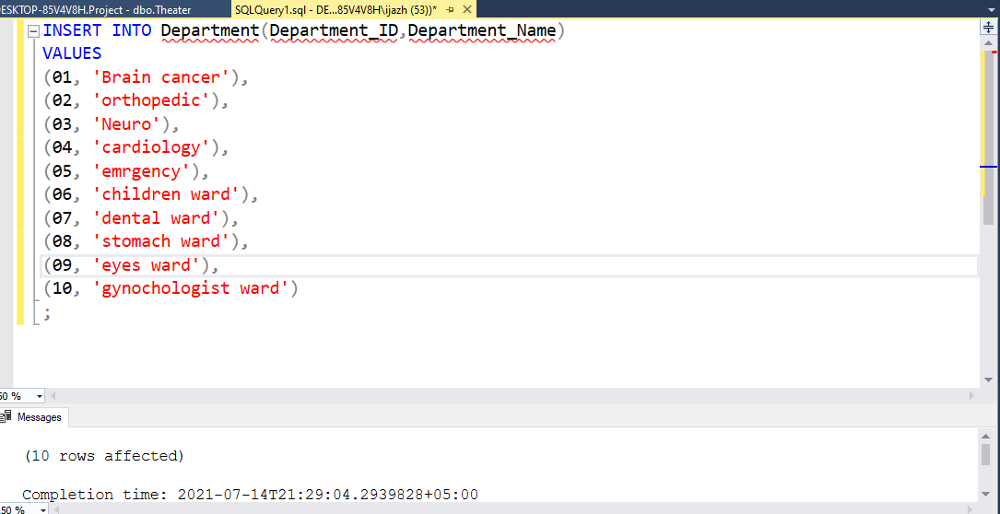 ESKTOP-85V4V8H.Project - dbo.Theater
SQLQuery1.sql - DE...85V4V8H\ijazh (53))*
INSERT INTO Department(Department_ID,Department_Name)
VALUES
(01, 'Brain cancer'),
(02, 'orthopedic'),
(03, 'Neuro'),
(04, 'cardiology'),
(05, 'emrgency'),
(06, 'children ward'),
(07, 'dental ward'),
(08, 'stomach ward'),
(09, 'eyes ward'),
(10, 'gynochologist ward')
;
50 %
Messages
(10 rows affected)
Completion time: 2021-07-14T21:29:04.2939828+05:00
50 %